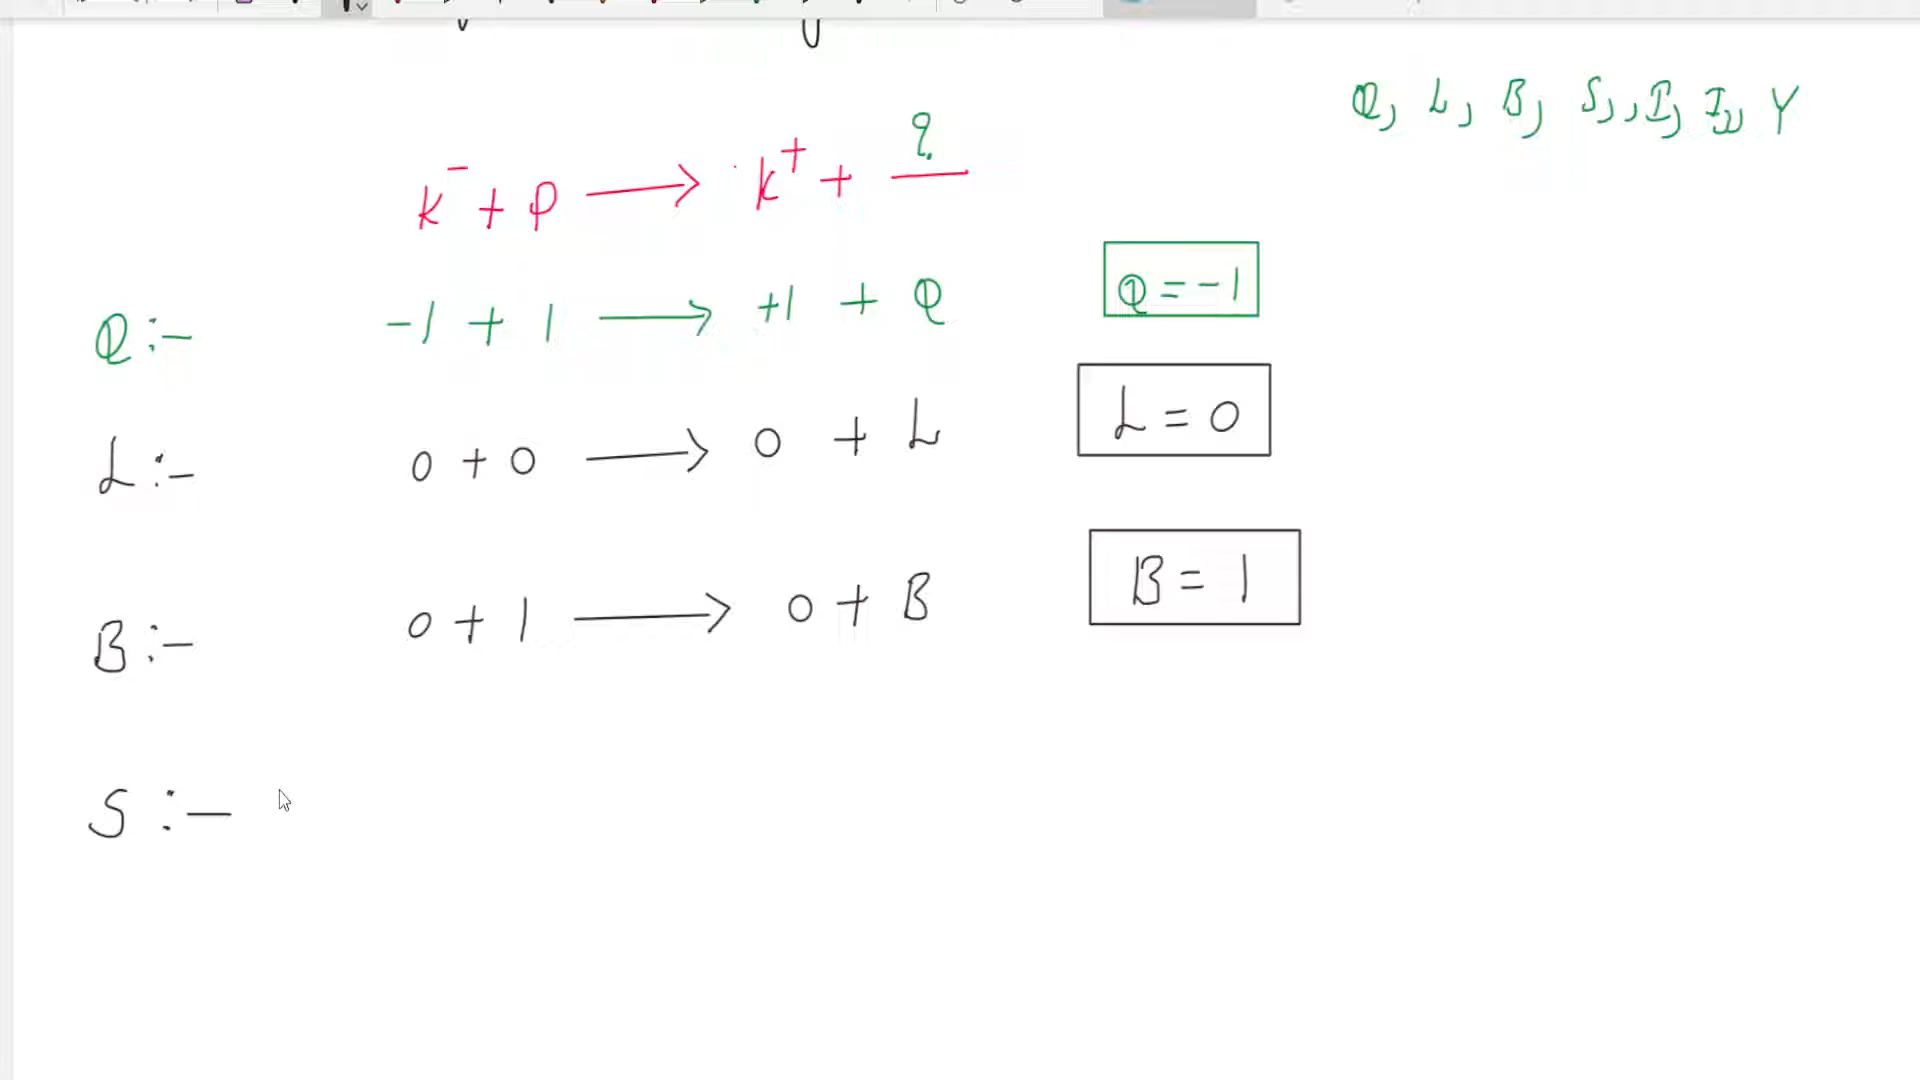 Q, L, B, S, I, I3, Y
K⁻ + p ⟶ K⁺ + ?
Q :- -1 + 1 ⟶ +1 + Q Q = -1
L :- 0 + 0 ⟶ 0 + L L = 0
B :- 0 + 1 ⟶ 0 + B B = 1
S :-